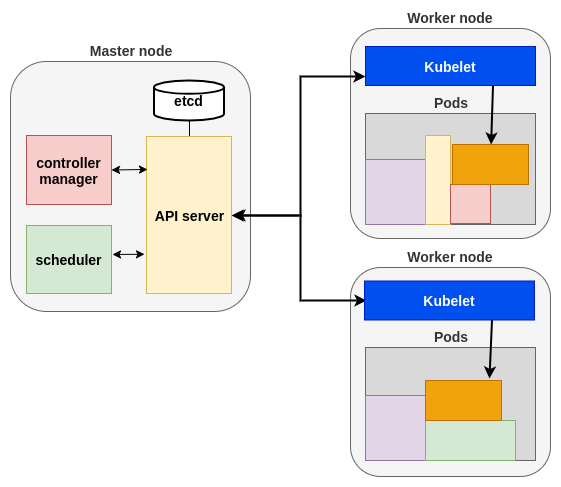 Master node
etcd
controller
manager
API server
scheduler
Worker node
Kubelet
Pods
Worker node
Kubelet
Pods